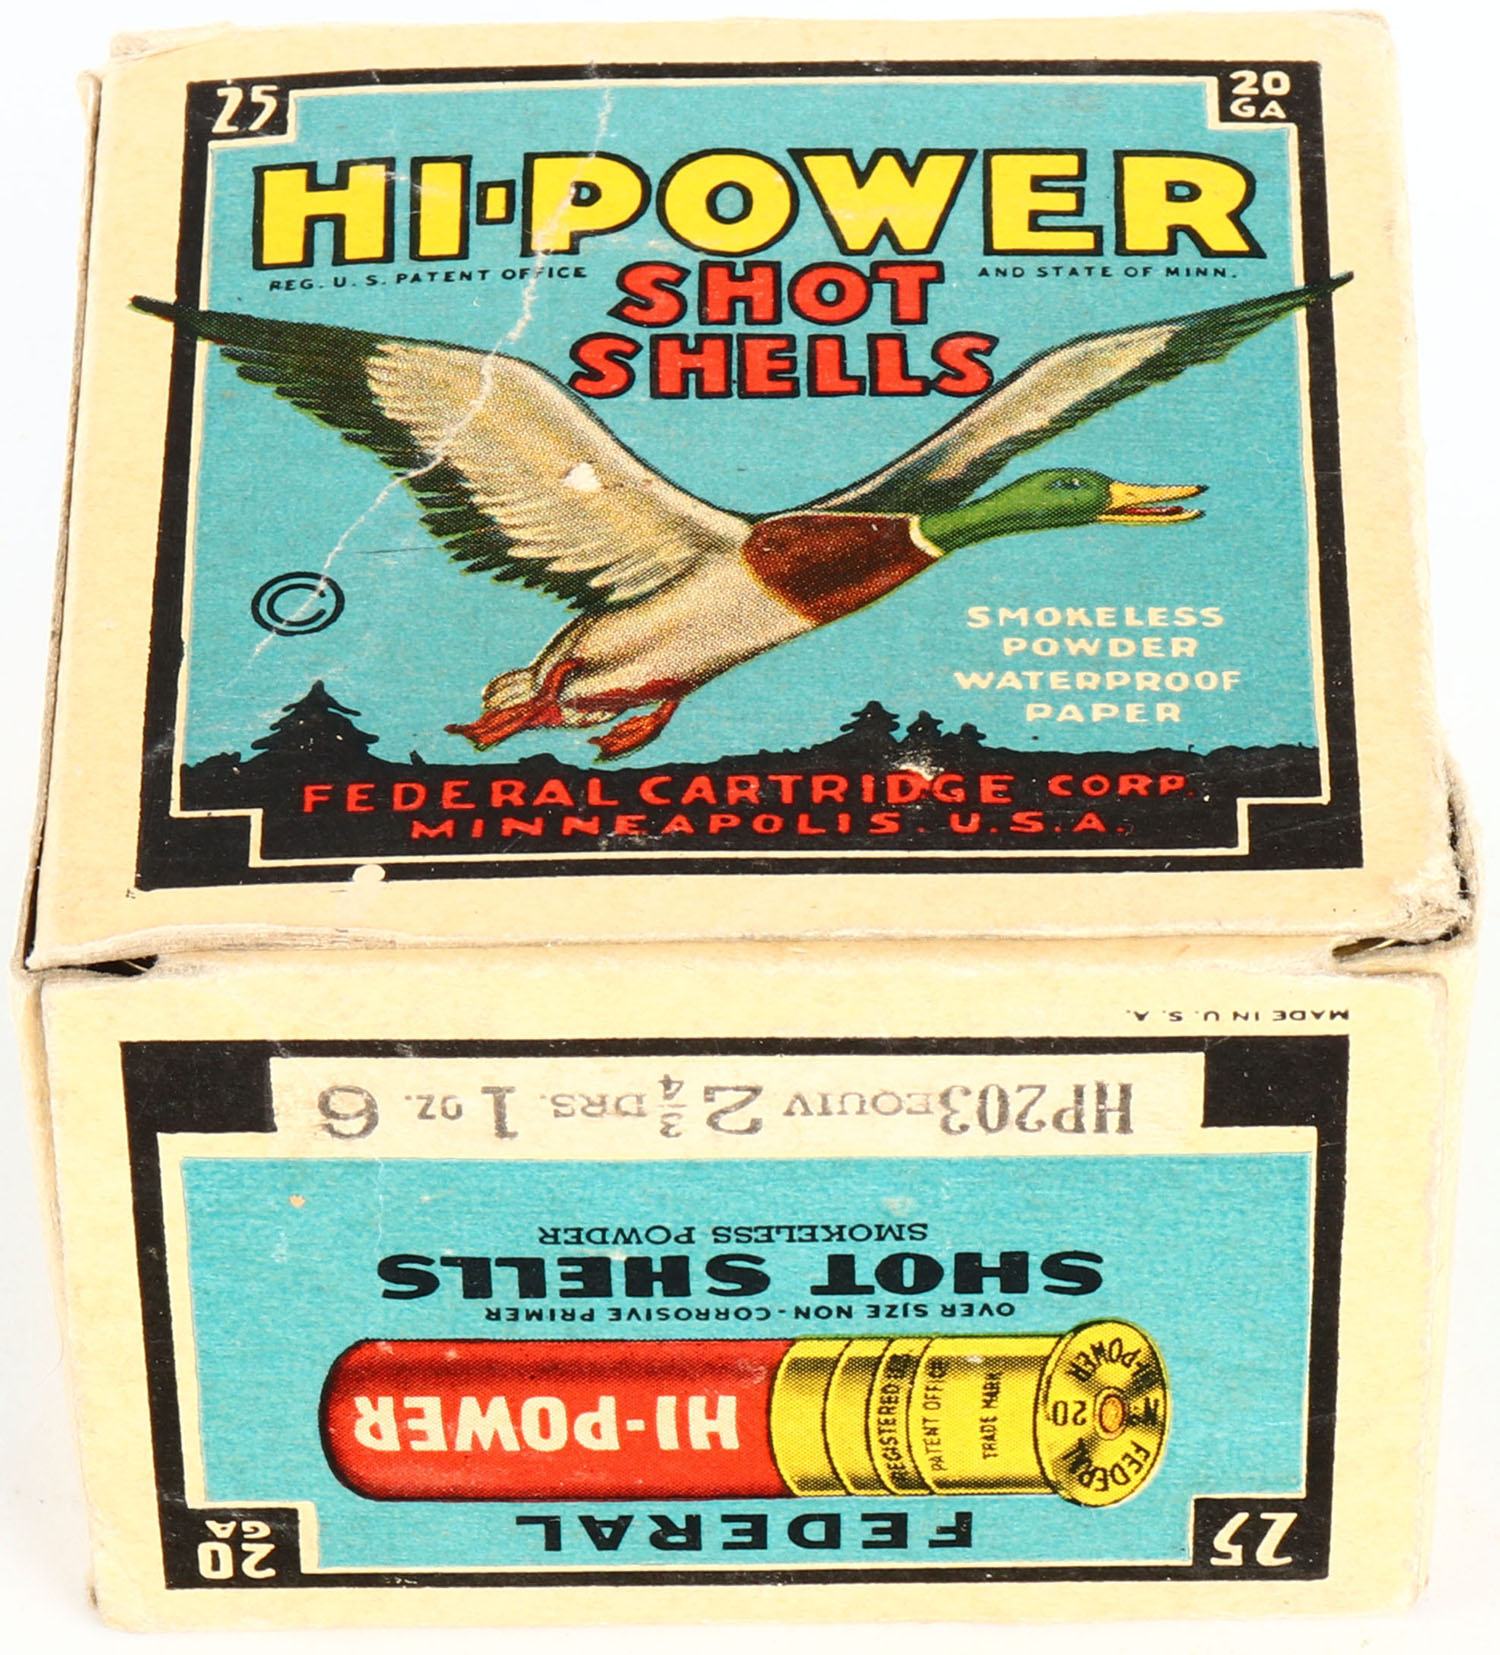 25
20
GA
HI-POWER
REG. U. S. PATENT OFFICE
AND STATE OF MINN.
SHOT
SHELLS
©
SMOKELESS
POWDER
WATERPROOF
PAPER
FEDERAL CARTRIDGE CORP.
MINNEAPOLIS. U.S.A.
25
20
GA
FEDERAL
HI-POWER
REGISTERED
PATENT OFFICE
TRADE MARK
FEDERAL
20
HI-POWER
OVER SIZE NON-CORROSIVE PRIMER
SHOT SHELLS
SMOKELESS POWDER
HP203 EQUIV 2 3/4 DRS. 1 OZ. 6
MADE IN U. S. A.